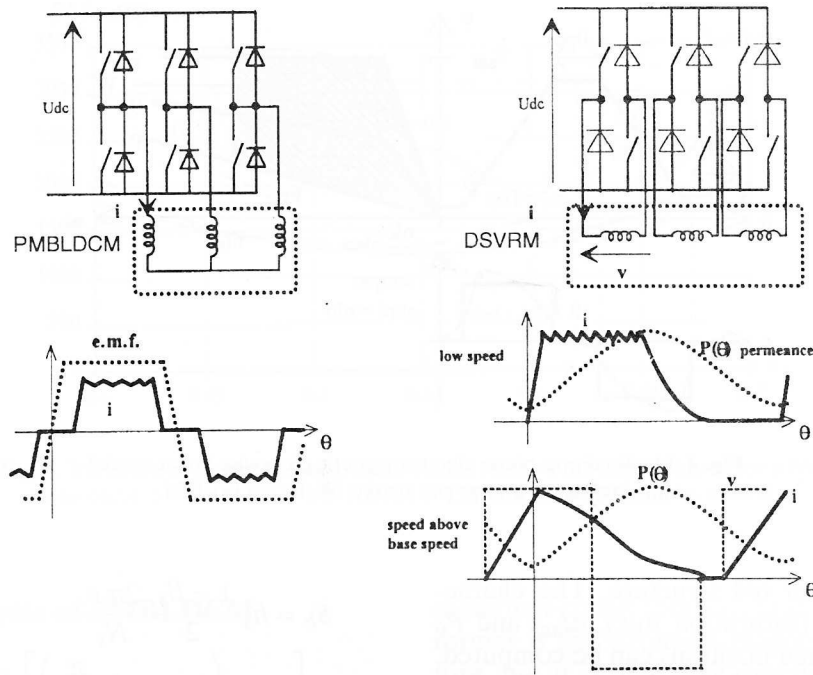 Udc
i
PMBLDCM
e.m.f.
i
θ
Udc
i
DSVRM
v
low speed
i
P(θ) permeance
θ
speed above
base speed
P(θ)
v
i
θ